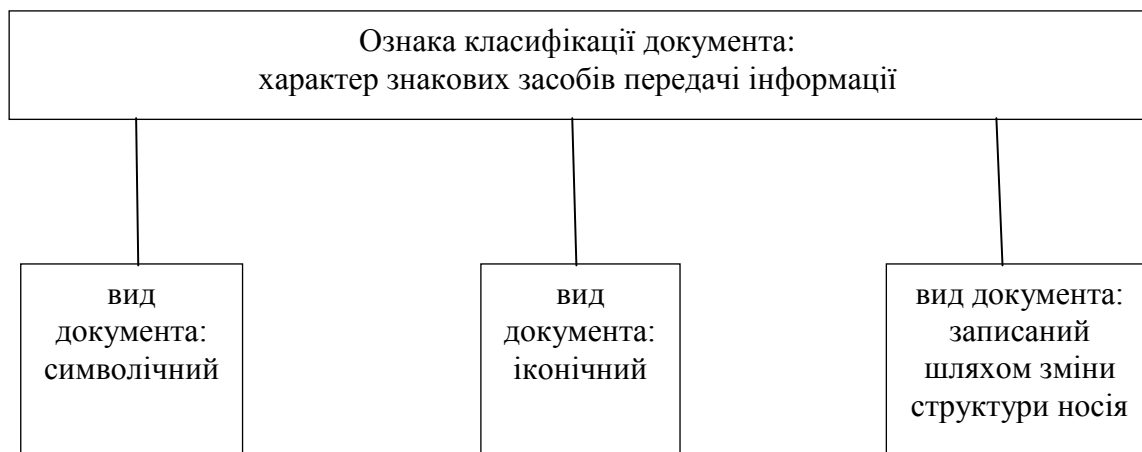 Ознака класифікації документа:
характер знакових засобів передачі інформації
вид
документа:
символічний
вид
документа:
іконічний
вид документа:
записаний
шляхом зміни
структури носія